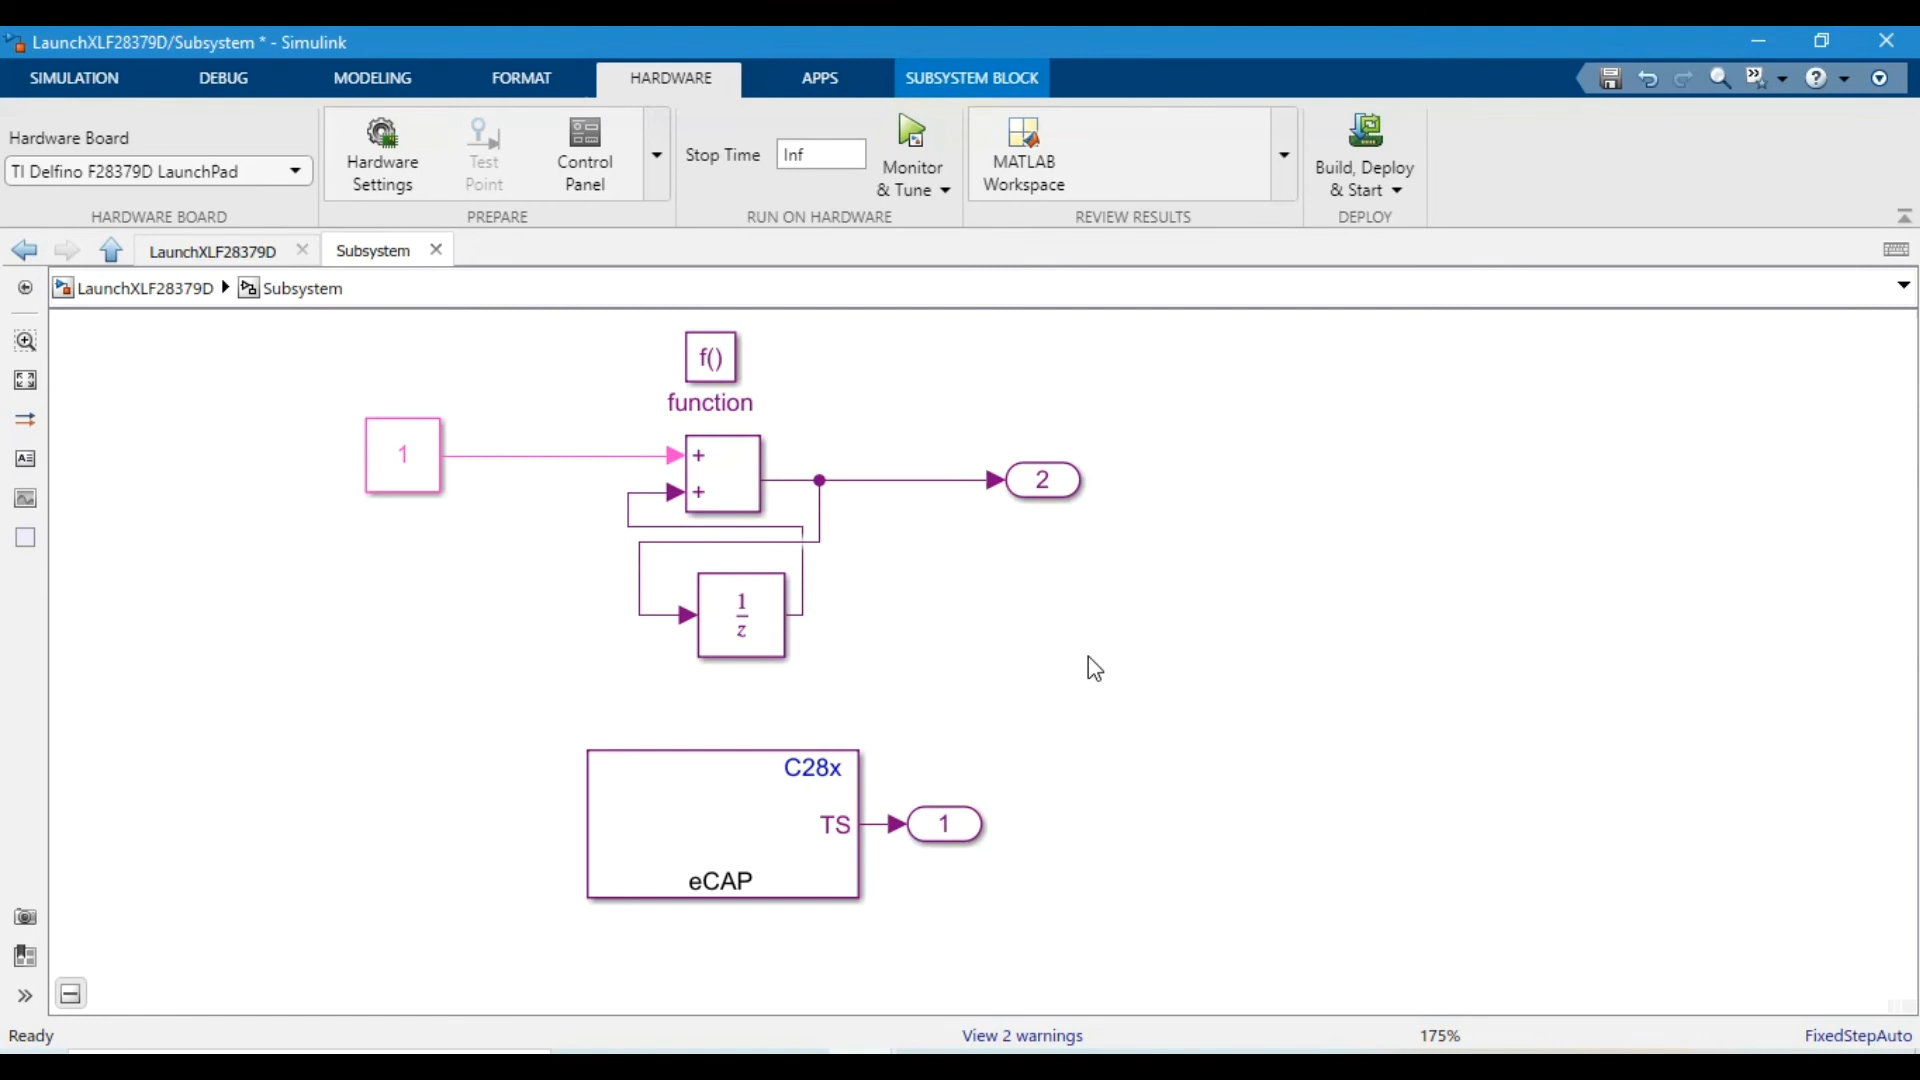 LaunchXLF28379D/Subsystem * - Simulink
SIMULATION DEBUG MODELING FORMAT HARDWARE APPS SUBSYSTEM BLOCK
Hardware Board
TI Delfino F28379D LaunchPad
HARDWARE BOARD
Hardware
Settings
Test
Point
Control
Panel
PREPARE
Stop Time Inf
Monitor
& Tune
RUN ON HARDWARE
MATLAB
Workspace
REVIEW RESULTS
Build, Deploy
& Start
DEPLOY
LaunchXLF28379D Subsystem
LaunchXLF28379D Subsystem
f()
function
1
+
+
2
1
z
C28x
TS
eCAP
1
Ready View 2 warnings 175% FixedStepAuto